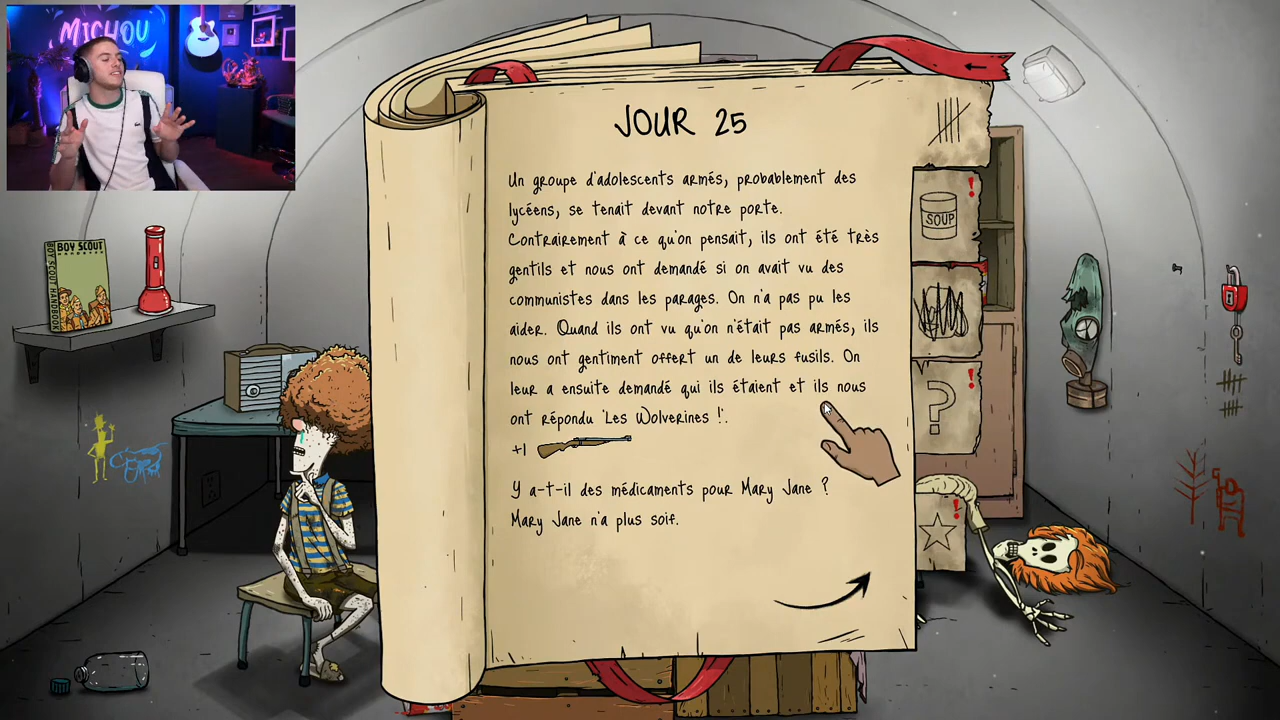 MICHOU
JOUR 25
Un groupe d'adolescents armés, probablement des
lycéens, se tenait devant notre porte.
Contrairement à ce qu'on pensait, ils ont été très
gentils et nous ont demandé si on avait vu des
communistes dans les parages. On n'a pas pu les
aider. Quand ils ont vu qu'on n'était pas armés, ils
nous ont gentiment offert un de leurs fusils. On
leur a ensuite demandé qui ils étaient et ils nous
ont répondu 'Les Wolverines !'.
+1
Y a-t-il des médicaments pour Mary Jane ?
Mary Jane n'a plus soif.
!
SOUP
!
?
!
BOY SCOUT
HANDBOOK
BOY SCOUT HANDBOOK